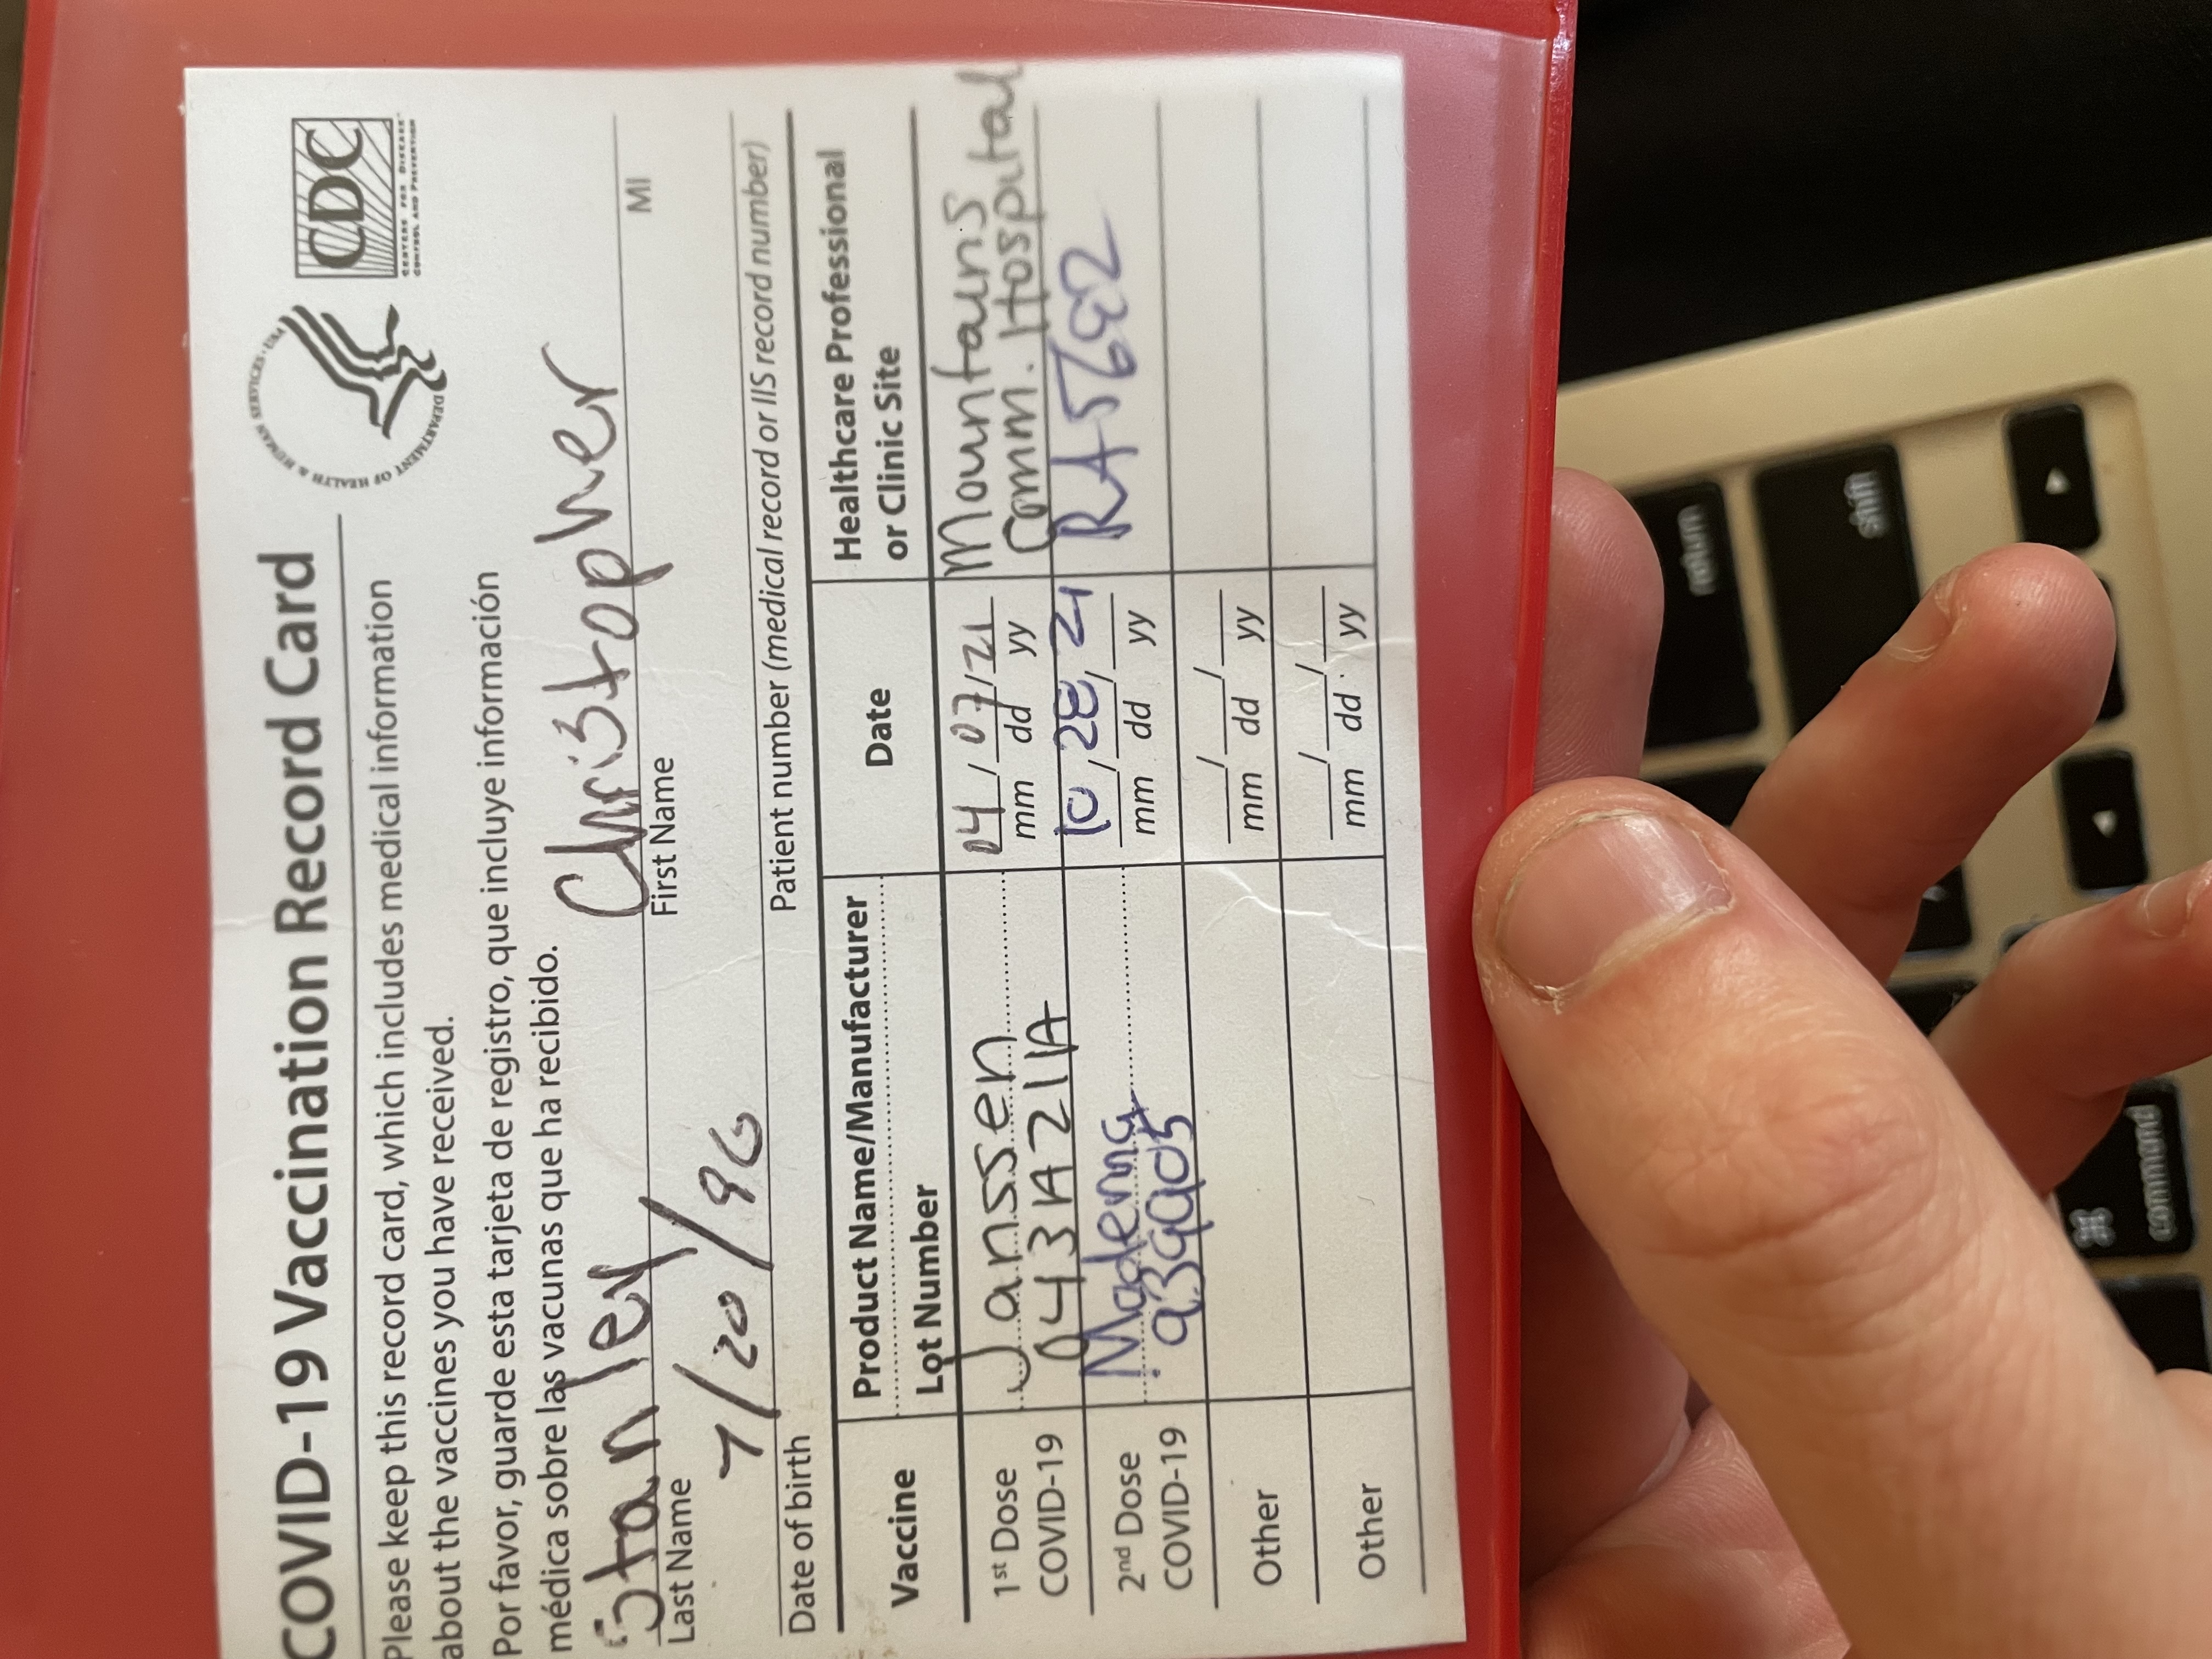 COVID-19 Vaccination Record Card
DEPARTMENT OF HEALTH & HUMAN SERVICES · USA
CDC
CENTERS FOR DISEASE
CONTROL AND PREVENTION
Please keep this record card, which includes medical information
about the vaccines you have received.
Por favor, guarde esta tarjeta de registro, que incluye información
médica sobre las vacunas que ha recibido.
Stanley Christopher
Last Name First Name MI
7/20/96
Date of birth Patient number (medical record or IIS record number)
Vaccine Product Name/Manufacturer Date Healthcare Professional
Lot Number or Clinic Site
1st Dose Janssen 04/07/21 Mountains
COVID-19 043A21A mm dd yy Comm. Hospital
2nd Dose Moderna 10/28/21 RA5692
COVID-19 939905 mm dd yy
Other mm dd yy
Other mm dd yy
return
shift
command